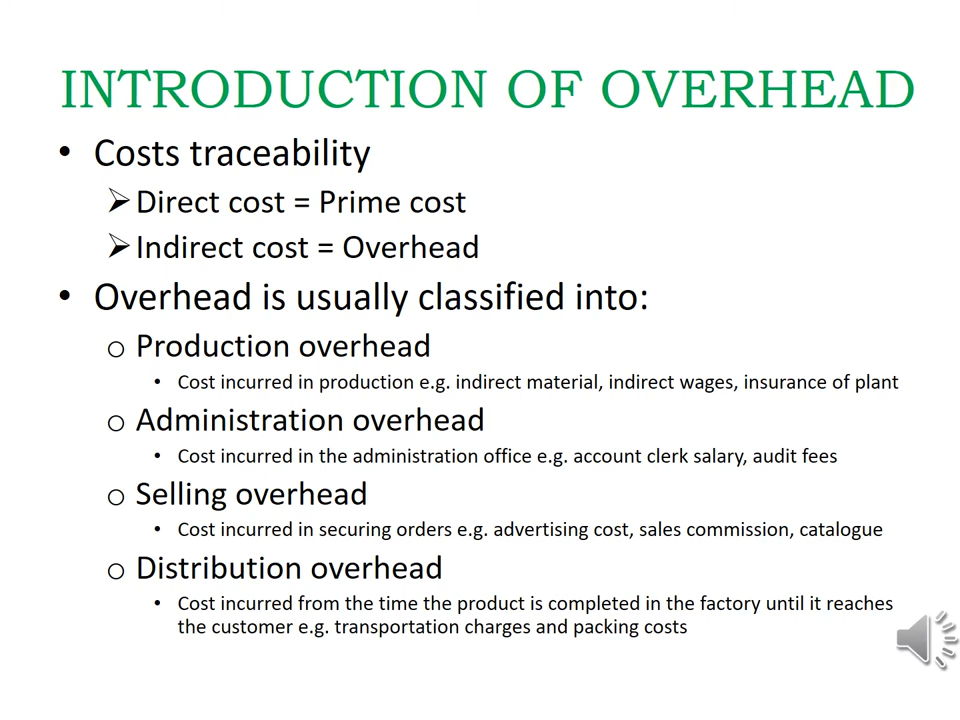 INTRODUCTION OF OVERHEAD
• Costs traceability
➢ Direct cost = Prime cost
➢ Indirect cost = Overhead
• Overhead is usually classified into:
o Production overhead
• Cost incurred in production e.g. indirect material, indirect wages, insurance of plant
o Administration overhead
• Cost incurred in the administration office e.g. account clerk salary, audit fees
o Selling overhead
• Cost incurred in securing orders e.g. advertising cost, sales commission, catalogue
o Distribution overhead
• Cost incurred from the time the product is completed in the factory until it reaches
the customer e.g. transportation charges and packing costs